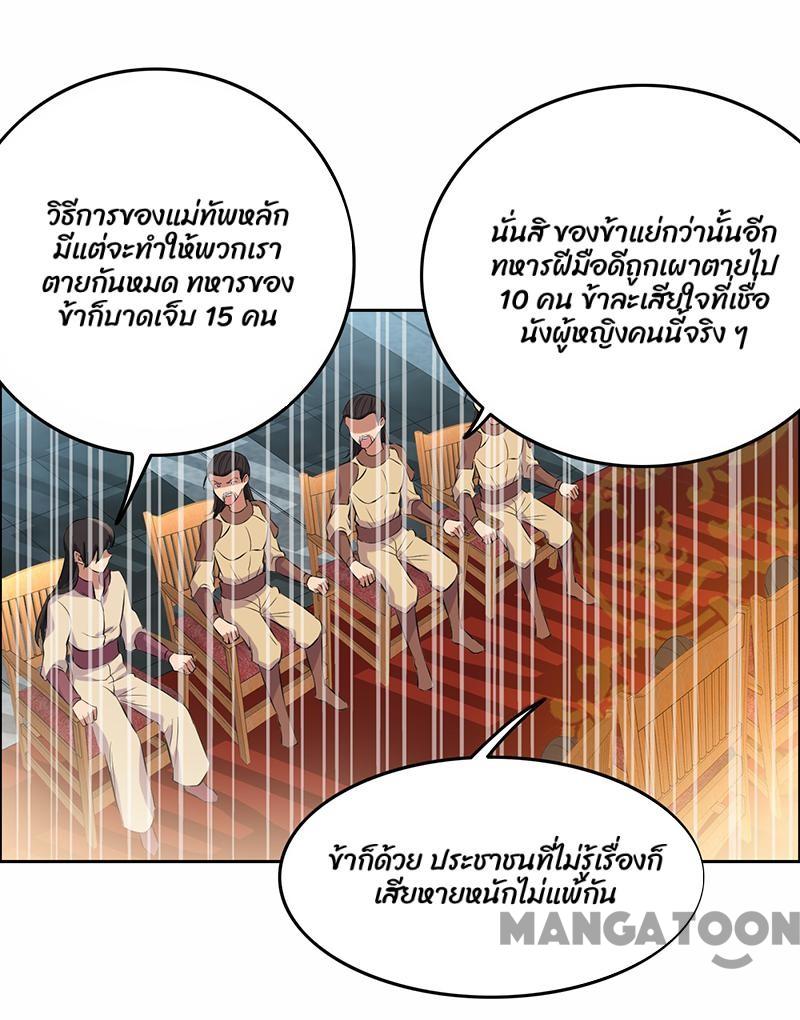 วิธีการของแม่ทัพหลัก
มีแต่จะทำให้พวกเรา
ตายกันหมด ทหารของ
ข้าก็บาดเจ็บ 15 คน
นั่นสิ ของข้าแย่กว่านั้นอีก
ทหารฝีมือดีถูกเผาตายไป
10 คน ข้าละเสียใจที่เชื่อ
นังผู้หญิงคนนี้จริง ๆ
ข้าก็ด้วย ประชาชนที่ไม่รู้เรื่องก็
เสียหายหนักไม่แพ้กัน
MANGATOON